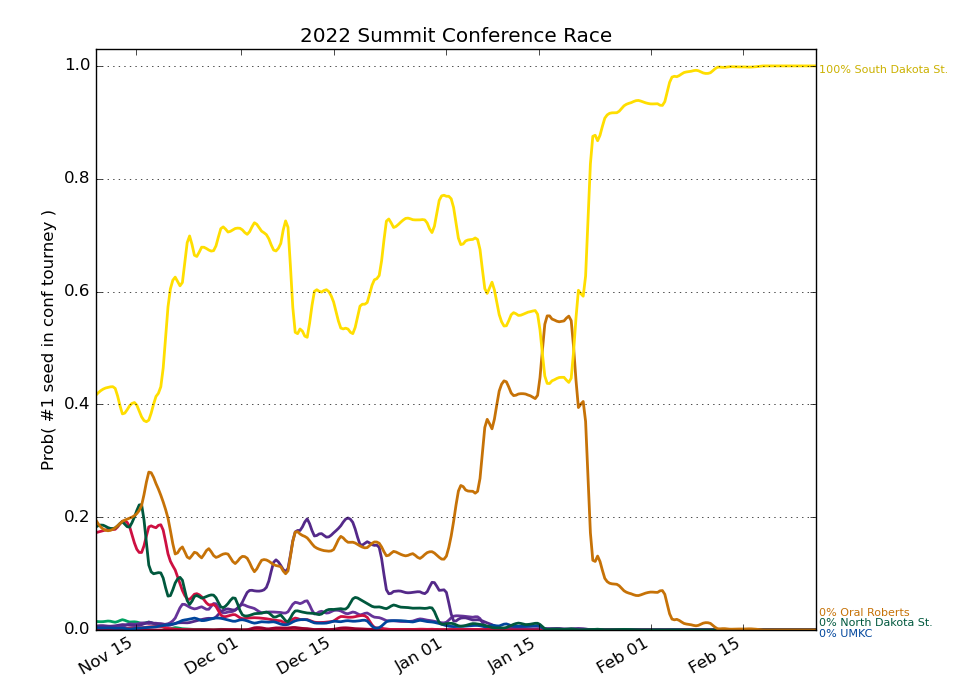 2022 Summit Conference Race
Prob( #1 seed in conf tourney )
1.0
0.8
0.6
0.4
0.2
0.0
Nov 15
Dec 01
Dec 15
Jan 01
Jan 15
Feb 01
Feb 15
100% South Dakota St.
0% Oral Roberts
0% North Dakota St.
0% UMKC